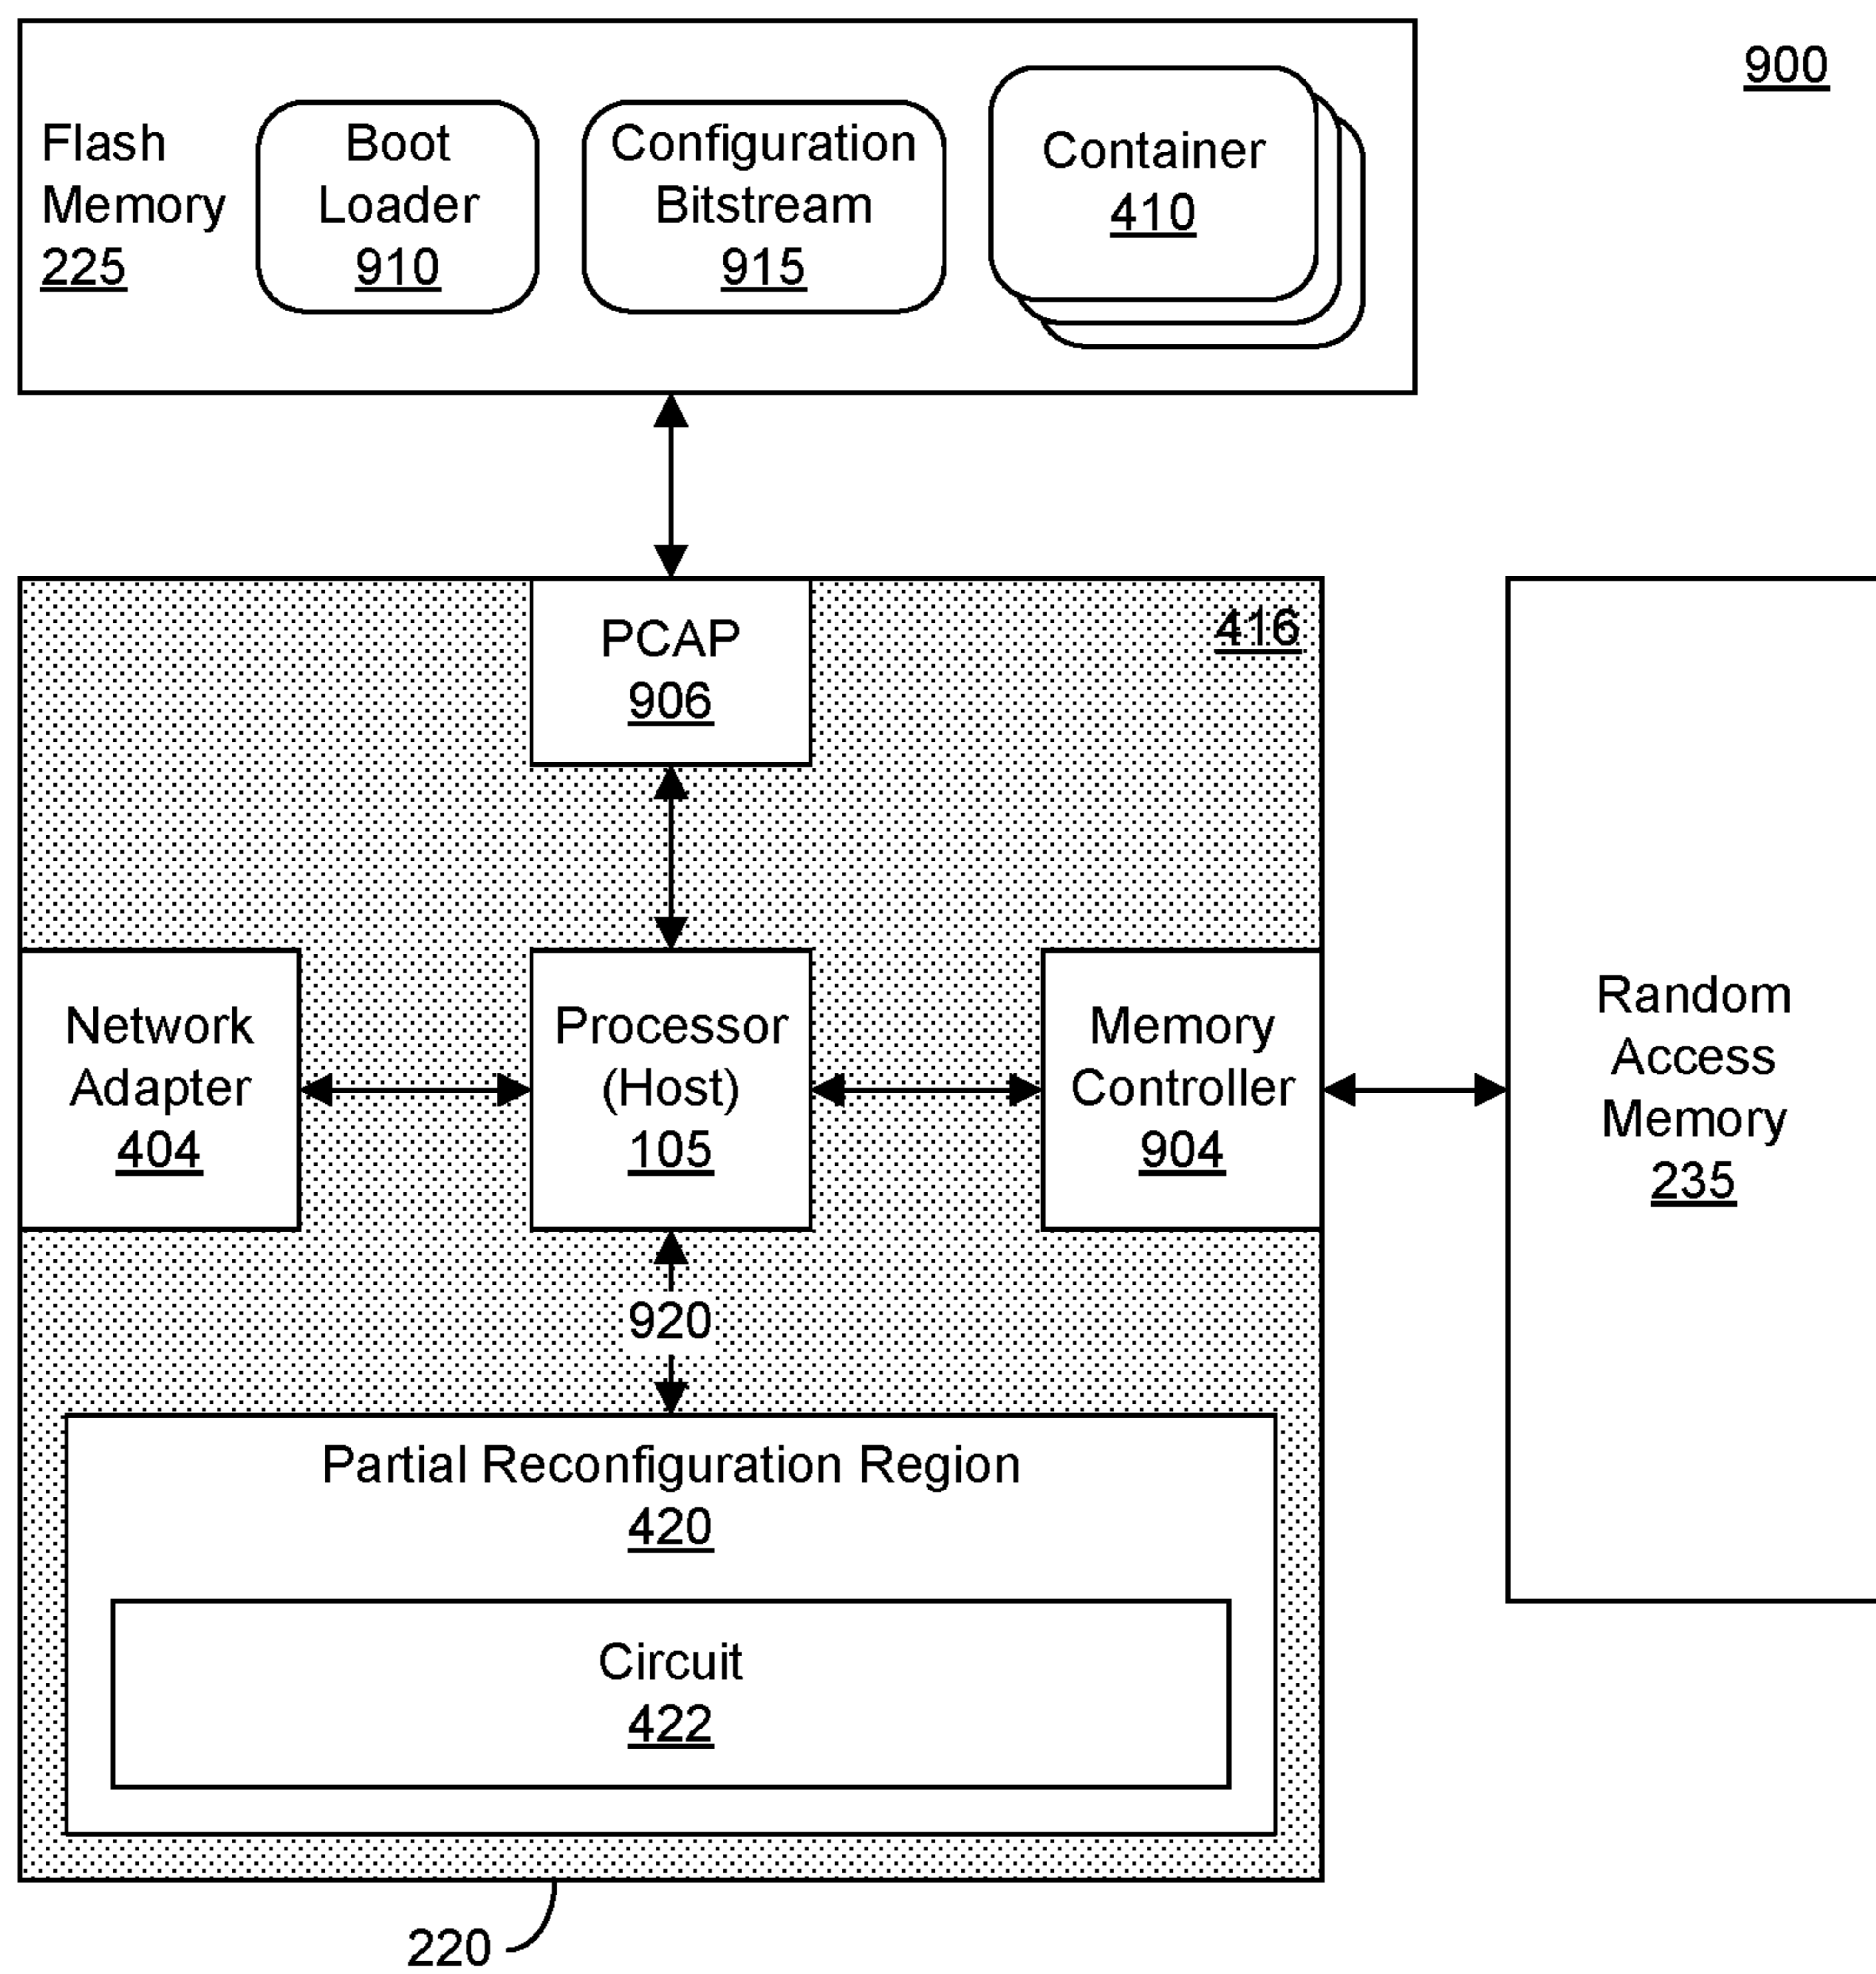 900
Flash
Memory
225
Boot
Loader
910
Configuration
Bitstream
915
Container
410
PCAP
906
416
Network
Adapter
404
Processor
(Host)
105
Memory
Controller
904
Random
Access
Memory
235
920
Partial Reconfiguration Region
420
Circuit
422
220